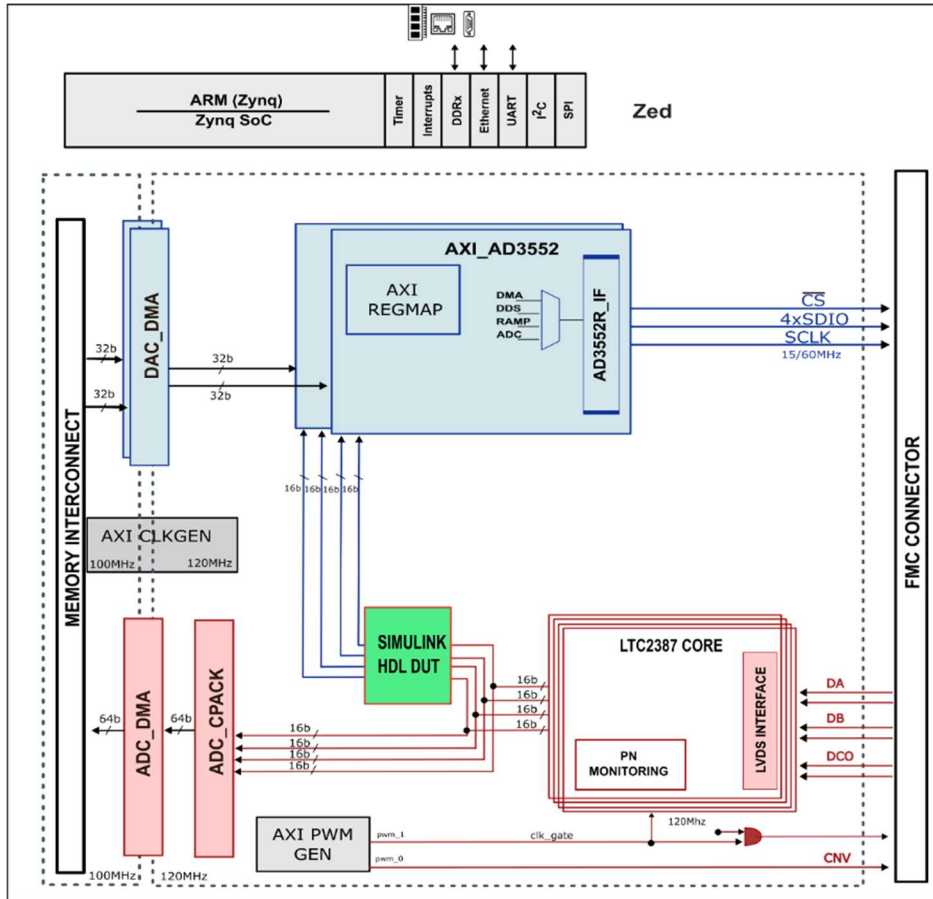 ARM (Zynq)
Zynq SoC
Timer
Interrupts
DDRx
Ethernet
UART
I²C
SPI
Zed
MEMORY INTERCONNECT
DAC_DMA
32b
32b
32b
32b
AXI_AD3552
AXI
REGMAP
DMA
DDS
RAMP
ADC
AD3552R_IF
CS
4xSDIO
SCLK
15/60MHz
FMC CONNECTOR
16b
16b
16b
16b
AXI CLKGEN
100MHz
120MHz
SIMULINK
HDL DUT
LTC2387 CORE
LVDS INTERFACE
PN
MONITORING
16b
16b
16b
16b
DA
DB
DCO
ADC_DMA
64b
64b
ADC_CPACK
16b
16b
16b
16b
AXI PWM
GEN
pwm_1
pwm_0
clk_gate
120Mhz
CNV
100MHz
120MHz